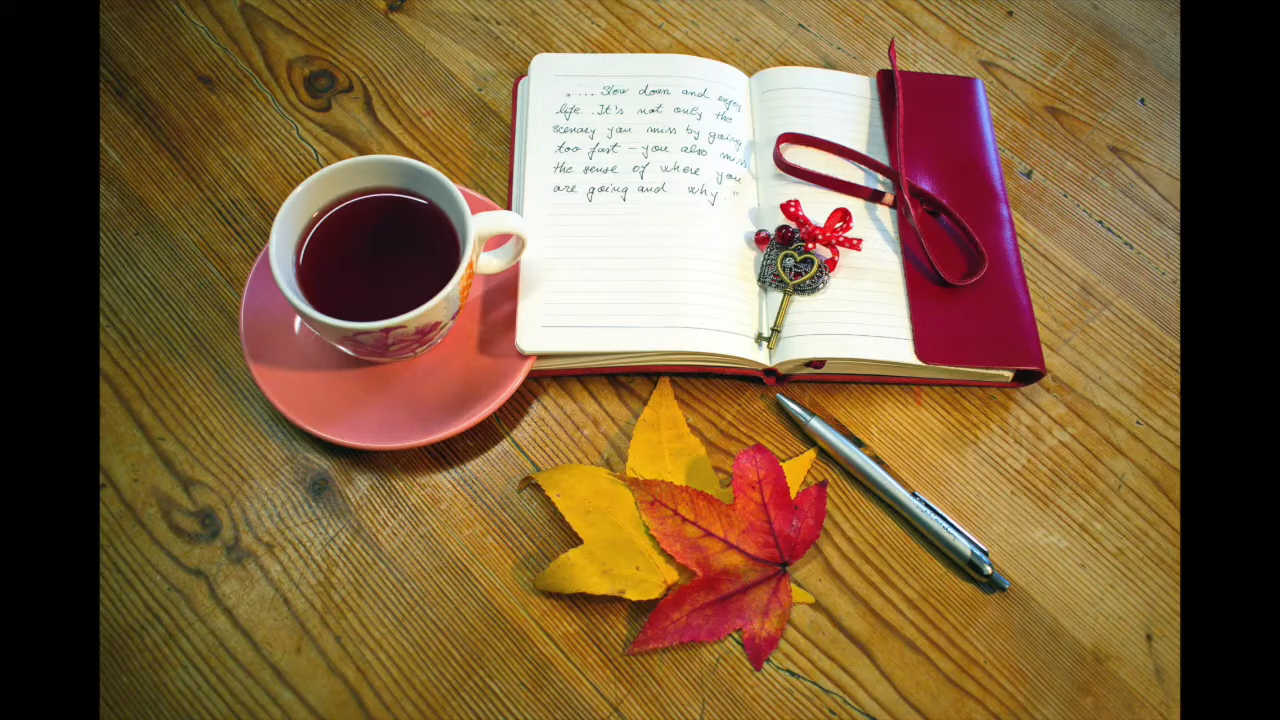 "... Slow down and enjoy
life. It's not only the
scenary you miss by going
too fast - you also miss
the sense of where you
are going and why."